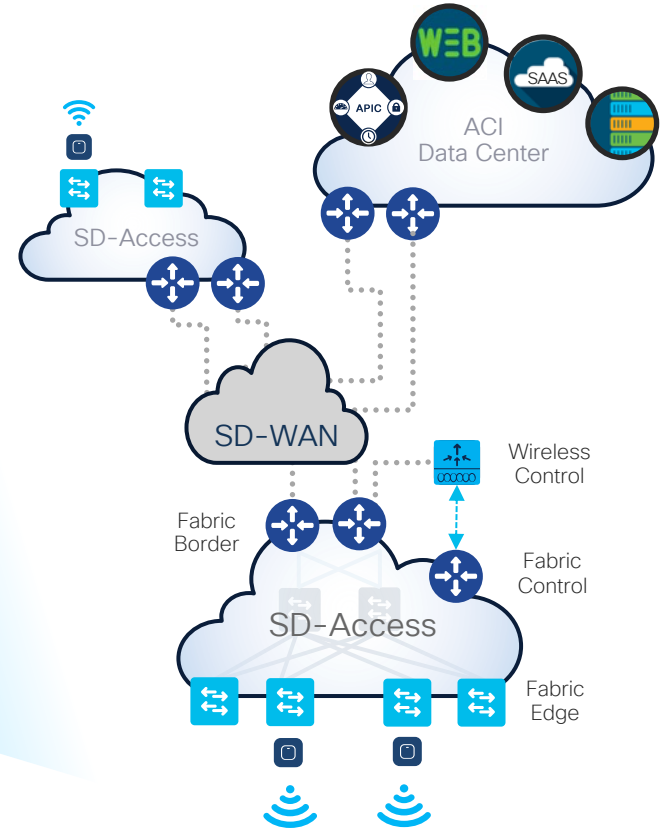 WEB
SAAS
APIC
ACI
Data Center
SD-Access
SD-WAN
Wireless
Control
Fabric
Border
Fabric
Control
SD-Access
Fabric
Edge